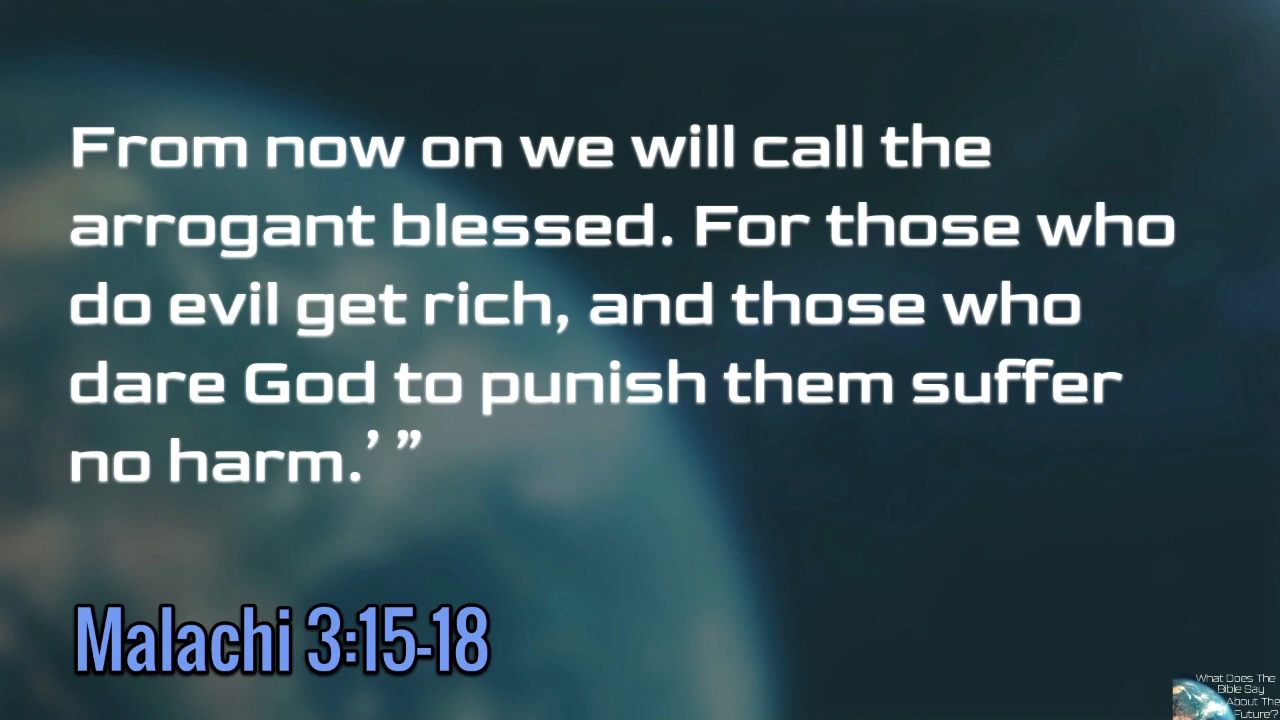 From now on we will call the
arrogant blessed. For those who
do evil get rich, and those who
dare God to punish them suffer
no harm.’ ”
Malachi 3:15-18
What Does The
Bible Say
About The
Future?